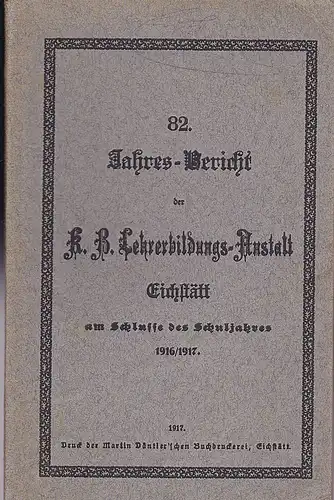 82.
Jahres-Bericht
der
K. B. Lehrerbildungs-Anstalt
Eichstätt
am Schlusse des Schuljahres
1916/1917.
1917.
Druck der Martin Däntler'schen Buchdruckerei, Eichstätt.